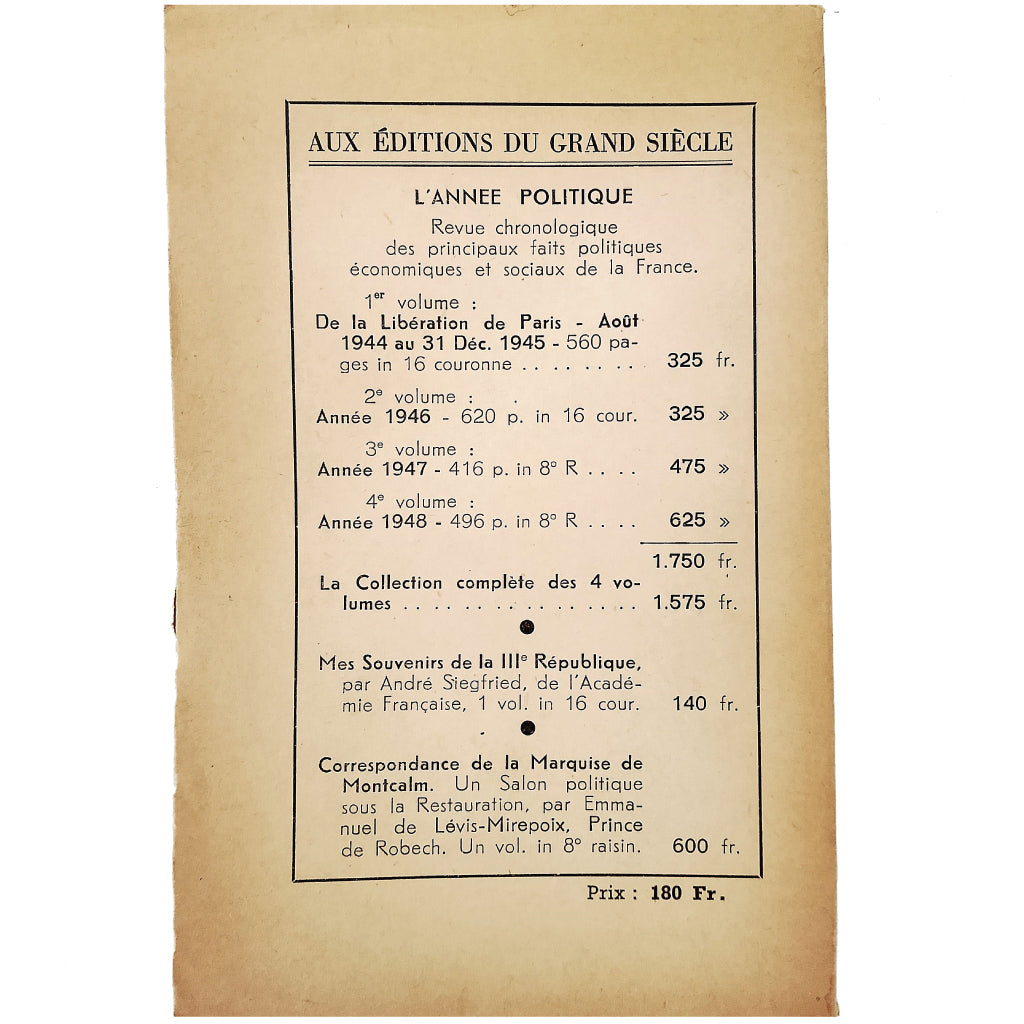 AUX ÉDITIONS DU GRAND SIÈCLE
L'ANNEE POLITIQUE
Revue chronologique
des principaux faits politiques
économiques et sociaux de la France.
1er volume :
De la Libération de Paris - Août
1944 au 31 Déc. 1945 - 560 pa-
ges in 16 couronne . . . . . . . . 325 fr.
2e volume :
Année 1946 - 620 p. in 16 cour. 325 »
3e volume :
Année 1947 - 416 p. in 8° R . . . . 475 »
4e volume :
Année 1948 - 496 p. in 8° R . . . . 625 »
1.750 fr.
La Collection complète des 4 vo-
lumes . . . . . . . . . . . . . . . . 1.575 fr.
Mes Souvenirs de la IIIe République,
par André Siegfried, de l'Acadé-
mie Française, 1 vol. in 16 cour. 140 fr.
Correspondance de la Marquise de
Montcalm. Un Salon politique
sous la Restauration, par Emma-
nuel de Lévis-Mirepoix, Prince
de Robech. Un vol. in 8° raisin. 600 fr.
Prix : 180 Fr.